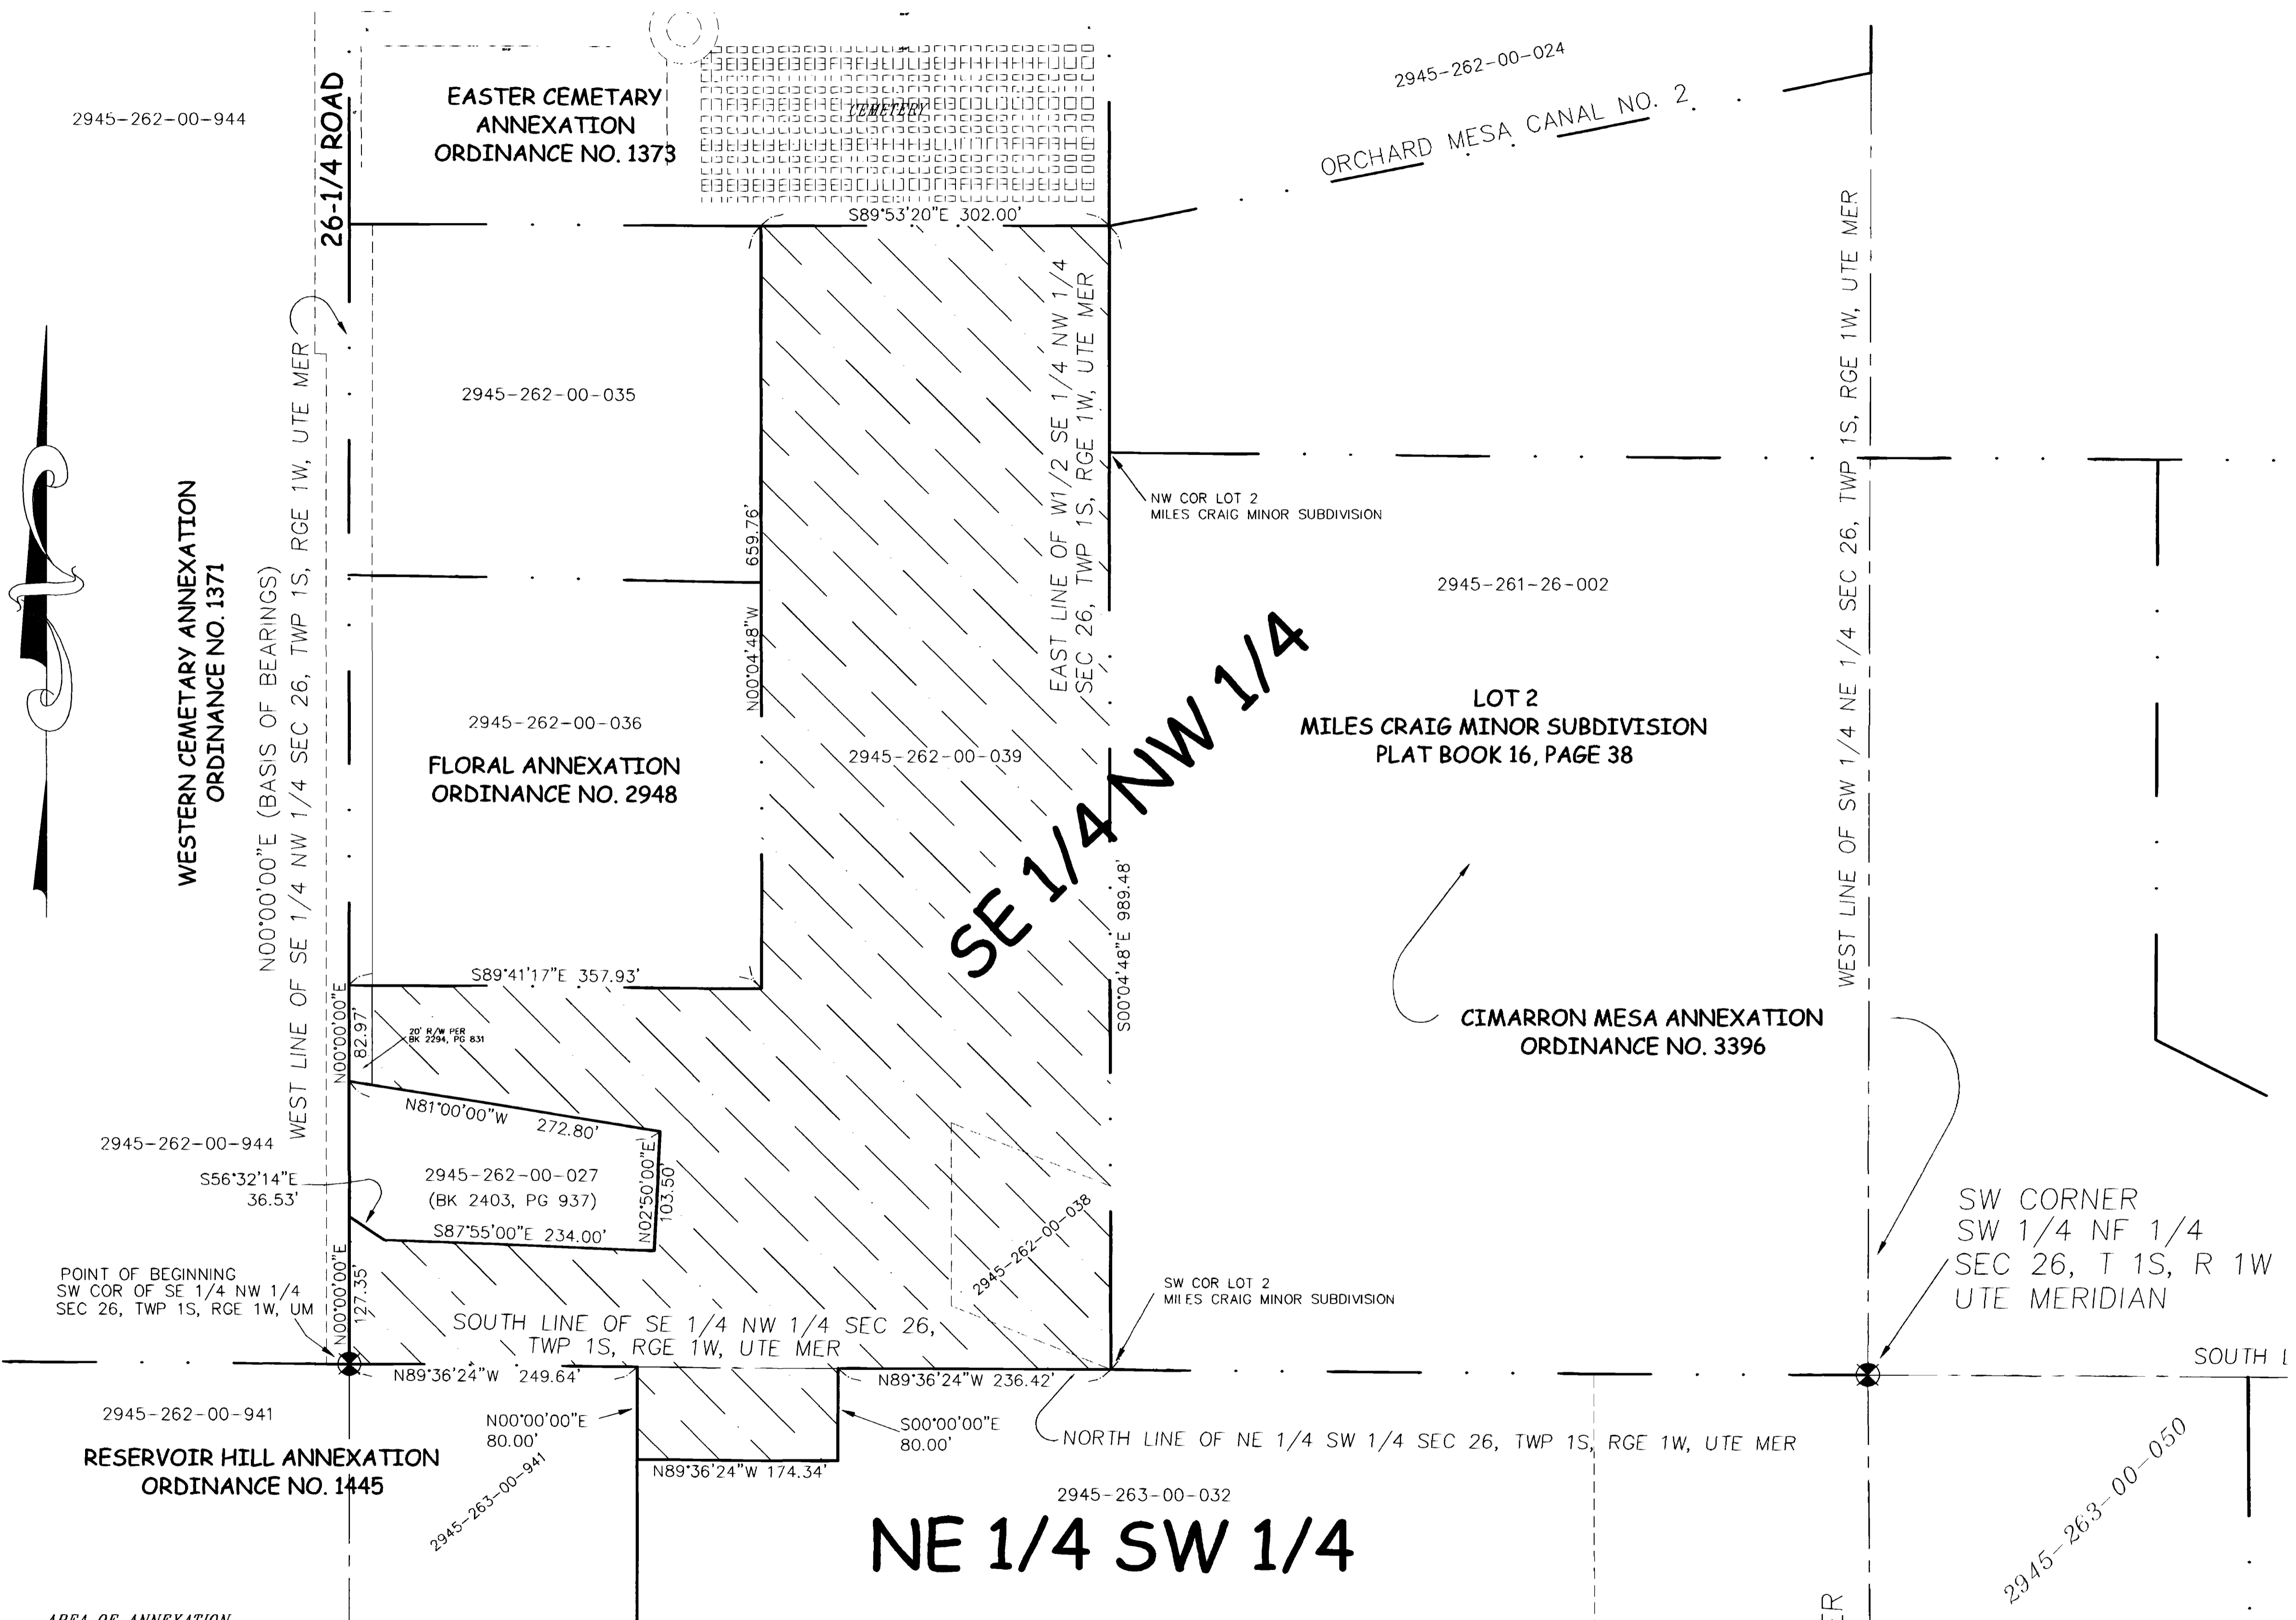 2945-262-00-944
26-1/4 ROAD
EASTER CEMETARY
ANNEXATION
ORDINANCE NO. 1373
CEMETERY
2945-262-00-024
ORCHARD MESA CANAL NO. 2
S89°53'20"E 302.00'
WESTERN CEMETARY ANNEXATION
ORDINANCE NO. 1371
N00°00'00"E (BASIS OF BEARINGS)
WEST LINE OF SE 1/4 NW 1/4 SEC 26, TWP 1S, RGE 1W, UTE MER
2945-262-00-035
659.76'
N00°04'48"W
EAST LINE OF W1/2 SE 1/4 NW 1/4
SEC 26, TWP 1S, RGE 1W, UTE MER
NW COR LOT 2
MILES CRAIG MINOR SUBDIVISION
2945-261-26-002
WEST LINE OF SW 1/4 NE 1/4 SEC 26, TWP 1S, RGE 1W, UTE MER
2945-262-00-036
FLORAL ANNEXATION
ORDINANCE NO. 2948
2945-262-00-039
SE 1/4 NW 1/4
LOT 2
MILES CRAIG MINOR SUBDIVISION
PLAT BOOK 16, PAGE 38
S00°04'48"E 989.48'
S89°41'17"E 357.93'
N00°00'00"E
82.97'
20' R/W PER
BK 2294, PG 831
CIMARRON MESA ANNEXATION
ORDINANCE NO. 3396
N81°00'00"W 272.80'
2945-262-00-944
S56°32'14"E
36.53'
2945-262-00-027
(BK 2403, PG 937)
N02°50'00"E
103.50'
S87°55'00"E 234.00'
2945-262-00-038
SW CORNER
SW 1/4 NF 1/4
SEC 26, T 1S, R 1W
UTE MERIDIAN
POINT OF BEGINNING
SW COR OF SE 1/4 NW 1/4
SEC 26, TWP 1S, RGE 1W, UM
N00°00'00"E
127.35'
SOUTH LINE OF SE 1/4 NW 1/4 SEC 26,
TWP 1S, RGE 1W, UTE MER
SW COR LOT 2
MILES CRAIG MINOR SUBDIVISION
SOUTH L
N89°36'24"W 249.64'
N89°36'24"W 236.42'
2945-262-00-941
RESERVOIR HILL ANNEXATION
ORDINANCE NO. 1445
N00°00'00"E
80.00'
S00°00'00"E
80.00'
NORTH LINE OF NE 1/4 SW 1/4 SEC 26, TWP 1S, RGE 1W, UTE MER
N89°36'24"W 174.34'
2945-263-00-941
2945-263-00-032
NE 1/4 SW 1/4
2945-263-00-050
AREA OF ANNEXATION
ER